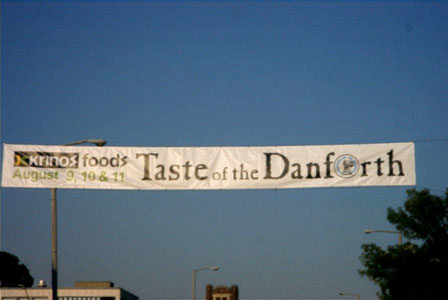 Krinos foods
August 9, 10 & 11
Taste of the Danforth